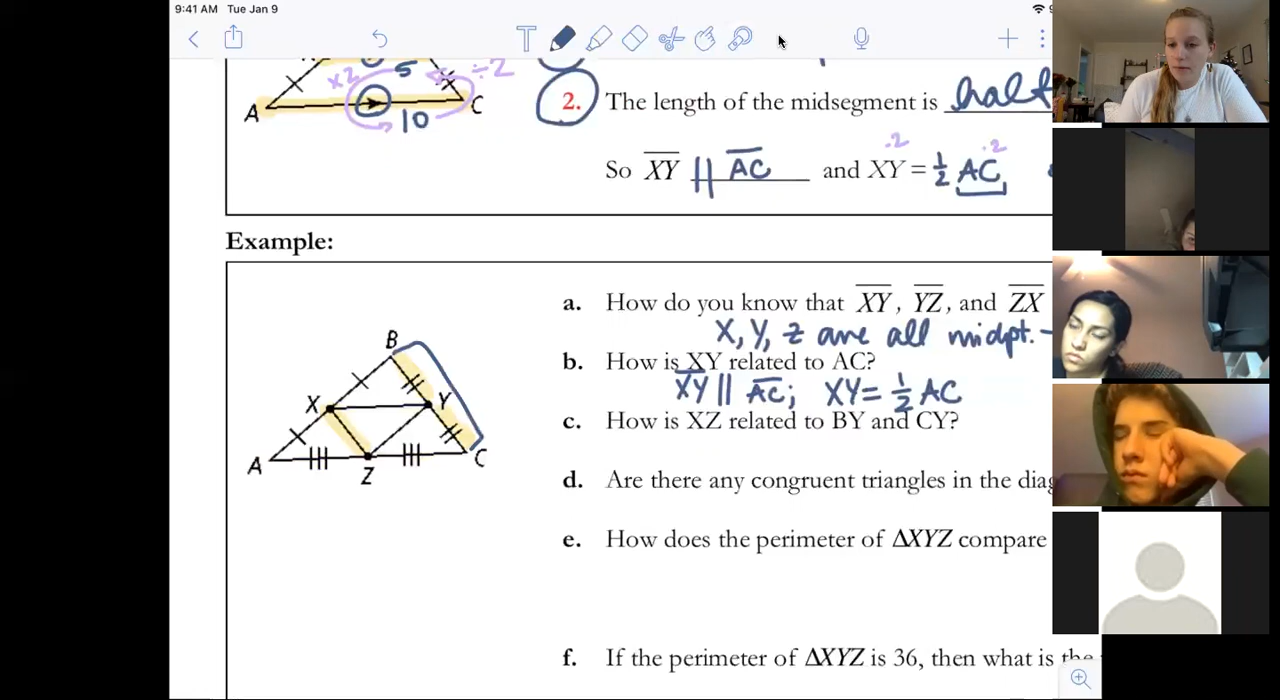 9:41 AM Tue Jan 9
x2 5 ÷2
A C
10
2. The length of the midsegment is half
·2 ·2
So XY || AC and XY = 1/2 AC
Example:
a. How do you know that XY, YZ, and ZX
X, Y, Z are all midpt. -
b. How is XY related to AC?
XY || AC; XY = 1/2 AC
c. How is XZ related to BY and CY?
d. Are there any congruent triangles in the diag
e. How does the perimeter of ΔXYZ compare
f. If the perimeter of ΔXYZ is 36, then what is the
B
X Y
A Z C